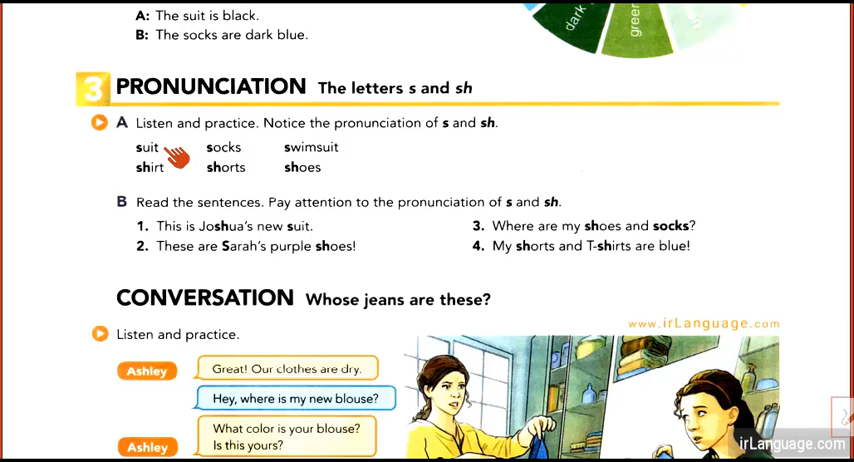 A: The suit is black.
B: The socks are dark blue.
dark
green
3 PRONUNCIATION The letters s and sh
A Listen and practice. Notice the pronunciation of s and sh.
suit socks swimsuit
shirt shorts shoes
B Read the sentences. Pay attention to the pronunciation of s and sh.
1. This is Joshua's new suit.
2. These are Sarah's purple shoes!
3. Where are my shoes and socks?
4. My shorts and T-shirts are blue!
CONVERSATION Whose jeans are these?
www.irLanguage.com
Listen and practice.
Ashley Great! Our clothes are dry.
Hey, where is my new blouse?
Ashley What color is your blouse?
Is this yours?
irLanguage.com